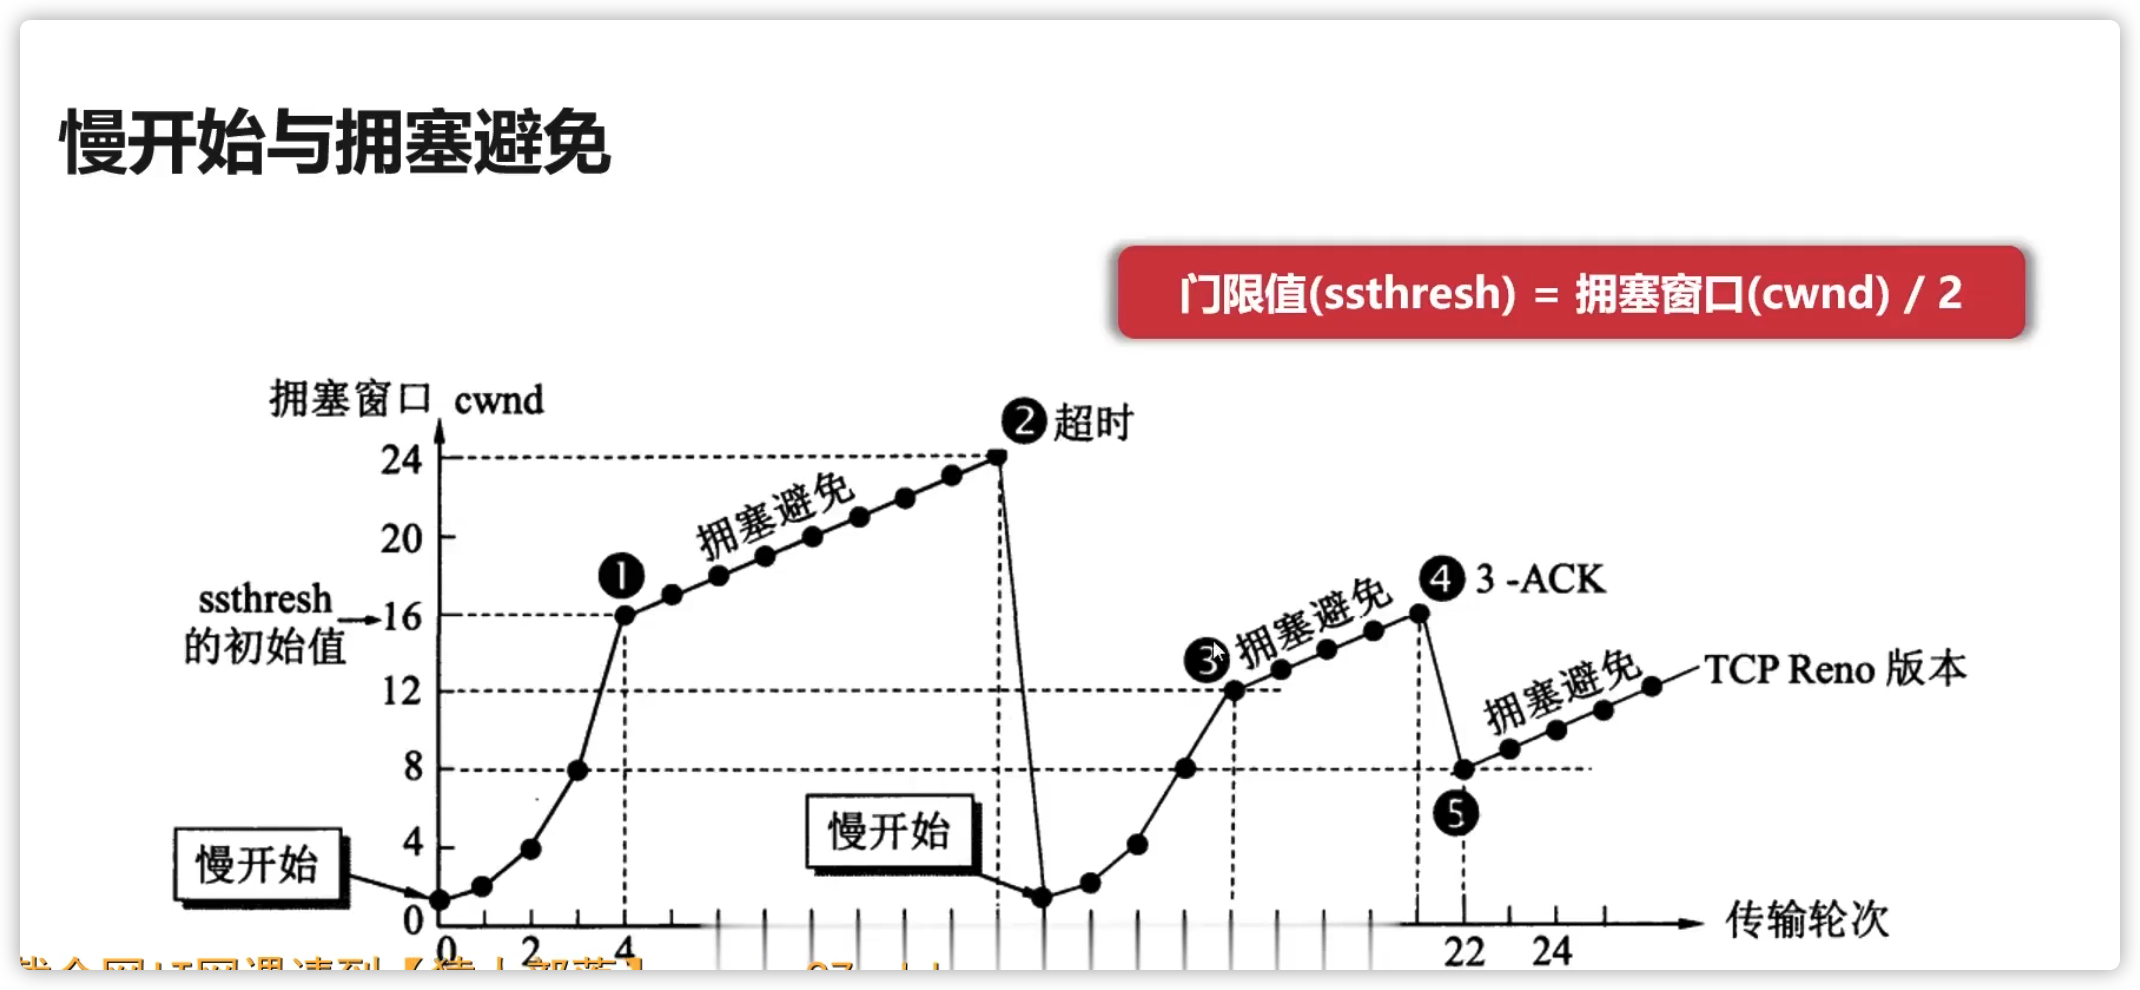 慢开始与拥塞避免
门限值(ssthresh) = 拥塞窗口(cwnd) / 2
拥塞窗口 cwnd
❷ 超时
24
拥塞避免
20
❶
❹ 3 -ACK
ssthresh
的初始值
16
❸ 拥塞避免
12
拥塞避免
TCP Reno 版本
8
❺
慢开始
4
慢开始
0
传输轮次
0 2 4 22 24